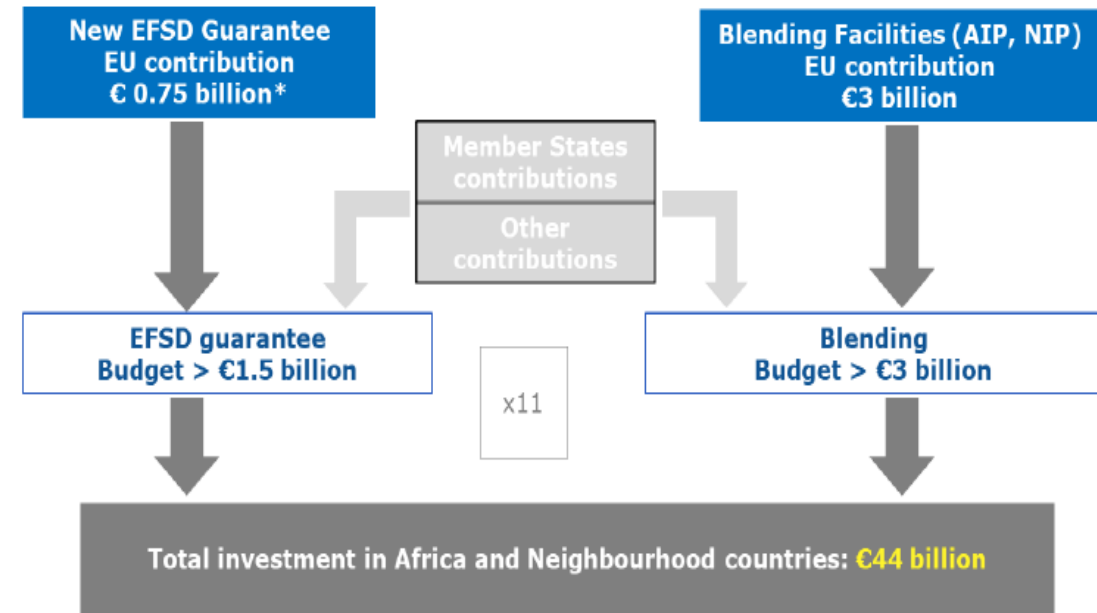 New EFSD Guarantee
EU contribution
€ 0.75 billion*
Blending Facilities (AIP, NIP)
EU contribution
€3 billion
Member States
contributions
Other
contributions
EFSD guarantee
Budget > €1.5 billion
Blending
Budget > €3 billion
x11
Total investment in Africa and Neighbourhood countries: €44 billion